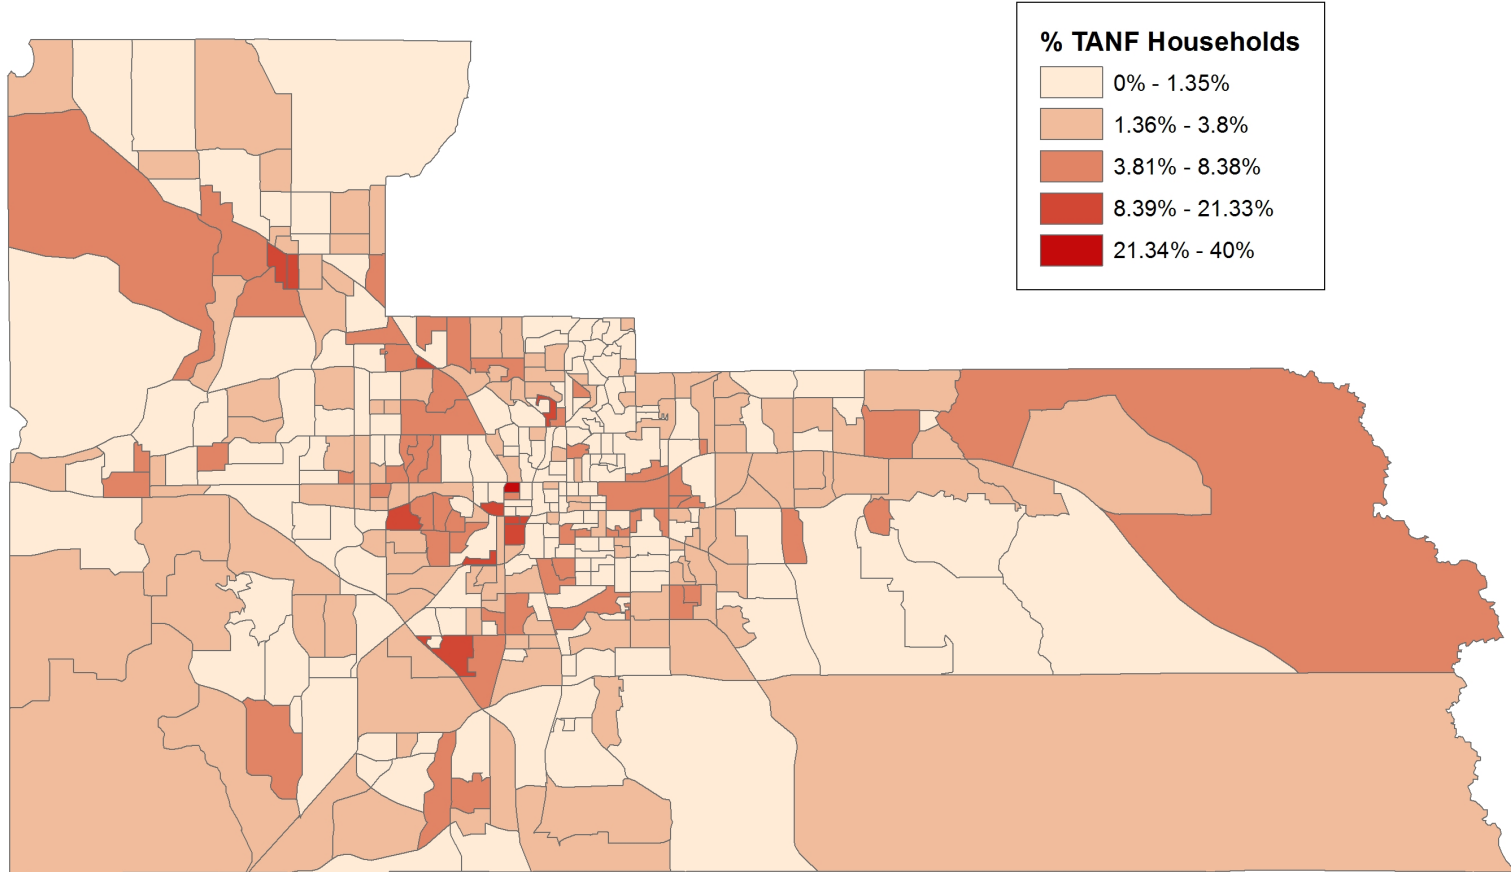 % TANF Households
0% - 1.35%
1.36% - 3.8%
3.81% - 8.38%
8.39% - 21.33%
21.34% - 40%